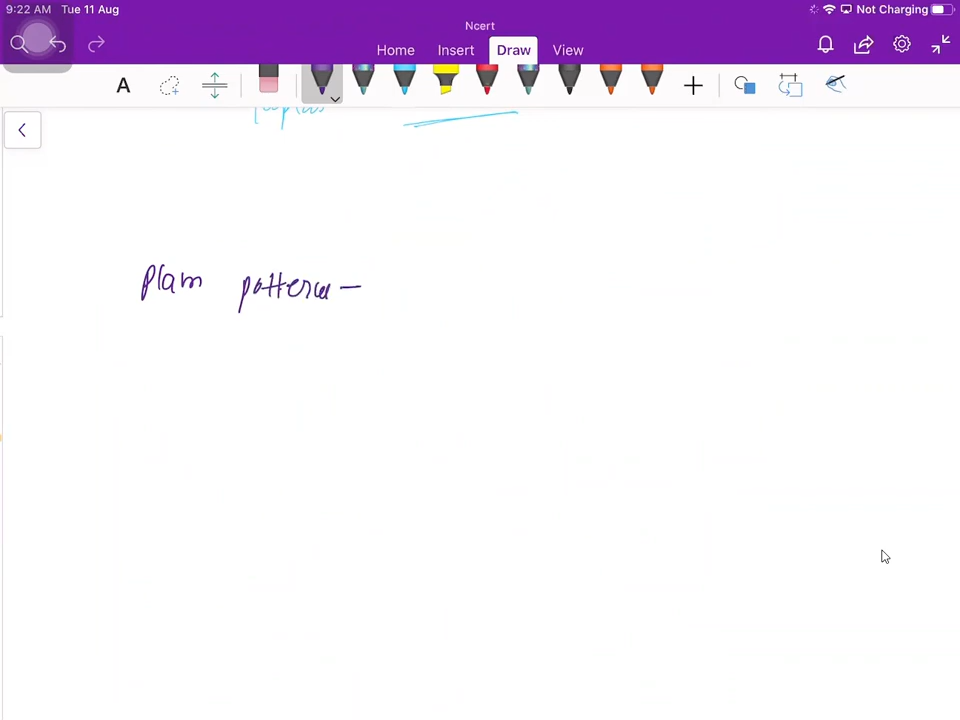 9:22 AM Tue 11 Aug
Not Charging
Ncert
Home Insert Draw View
A
Plam pattern —